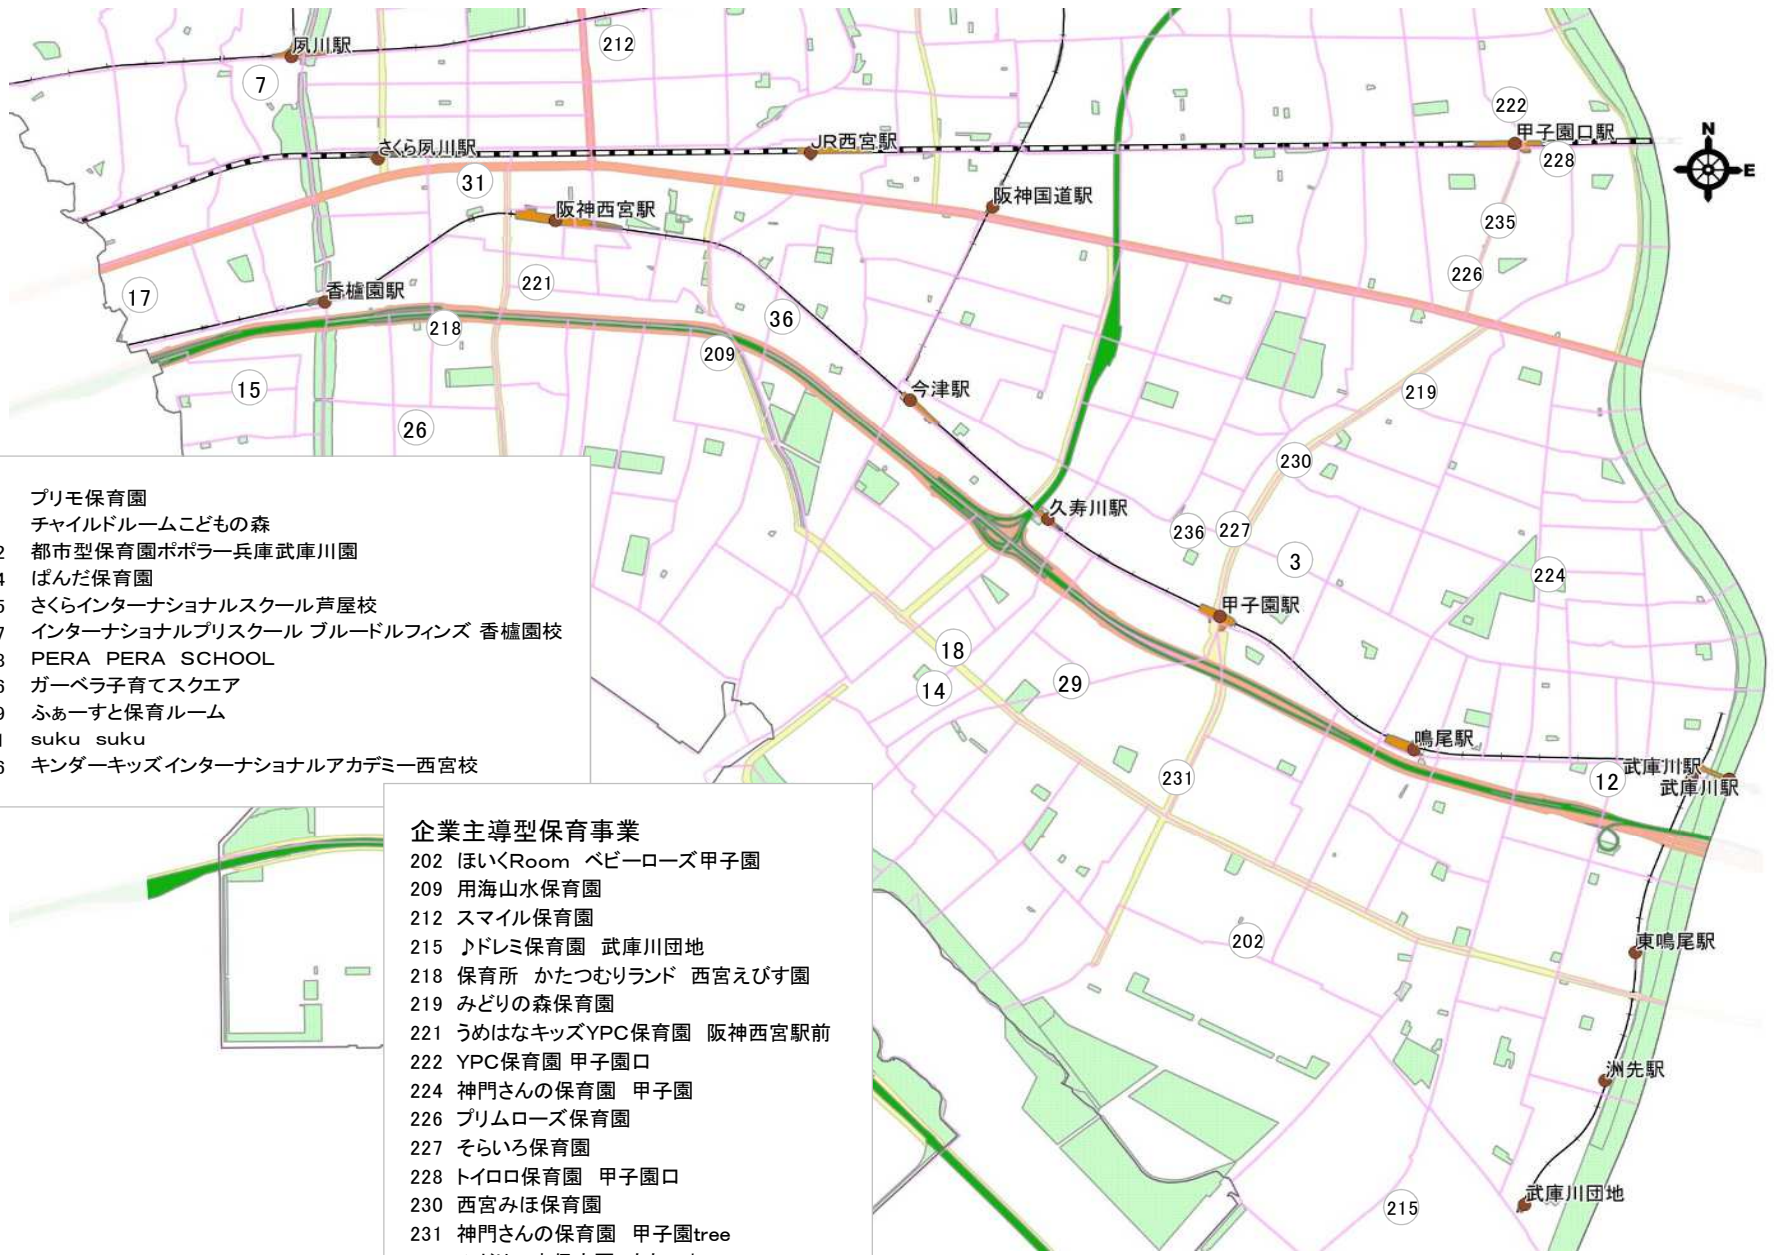 夙川駅
212
7
222
さくら夙川駅
JR西宮駅
甲子園口駅
N
E
228
31
阪神西宮駅
阪神国道駅
235
17
香櫨園駅
221
226
218
36
209
15
今津駅
219
26
230
久寿川駅
236
227
3
224
甲子園駅
18
14
29
231
鳴尾駅
武庫川駅
武庫川駅
12
202
東鳴尾駅
洲先駅
武庫川団地
215
プリモ保育園
チャイルドルームこどもの森
2 都市型保育園ポポラー兵庫武庫川園
4 ぱんだ保育園
5 さくらインターナショナルスクール芦屋校
7 インターナショナルプリスクール ブルードルフィンズ 香櫨園校
8 PERA PERA SCHOOL
6 ガーベラ子育てスクエア
9 ふぁーすと保育ルーム
suku suku
6 キンダーキッズインターナショナルアカデミー西宮校
企業主導型保育事業
202 ほいくRoom ベビーローズ甲子園
209 用海山水保育園
212 スマイル保育園
215 ♪ドレミ保育園 武庫川団地
218 保育所 かたつむりランド 西宮えびす園
219 みどりの森保育園
221 うめはなキッズYPC保育園 阪神西宮駅前
222 YPC保育園 甲子園口
224 神門さんの保育園 甲子園
226 プリムローズ保育園
227 そらいろ保育園
228 トイロロ保育園 甲子園口
230 西宮みほ保育園
231 神門さんの保育園 甲子園tree